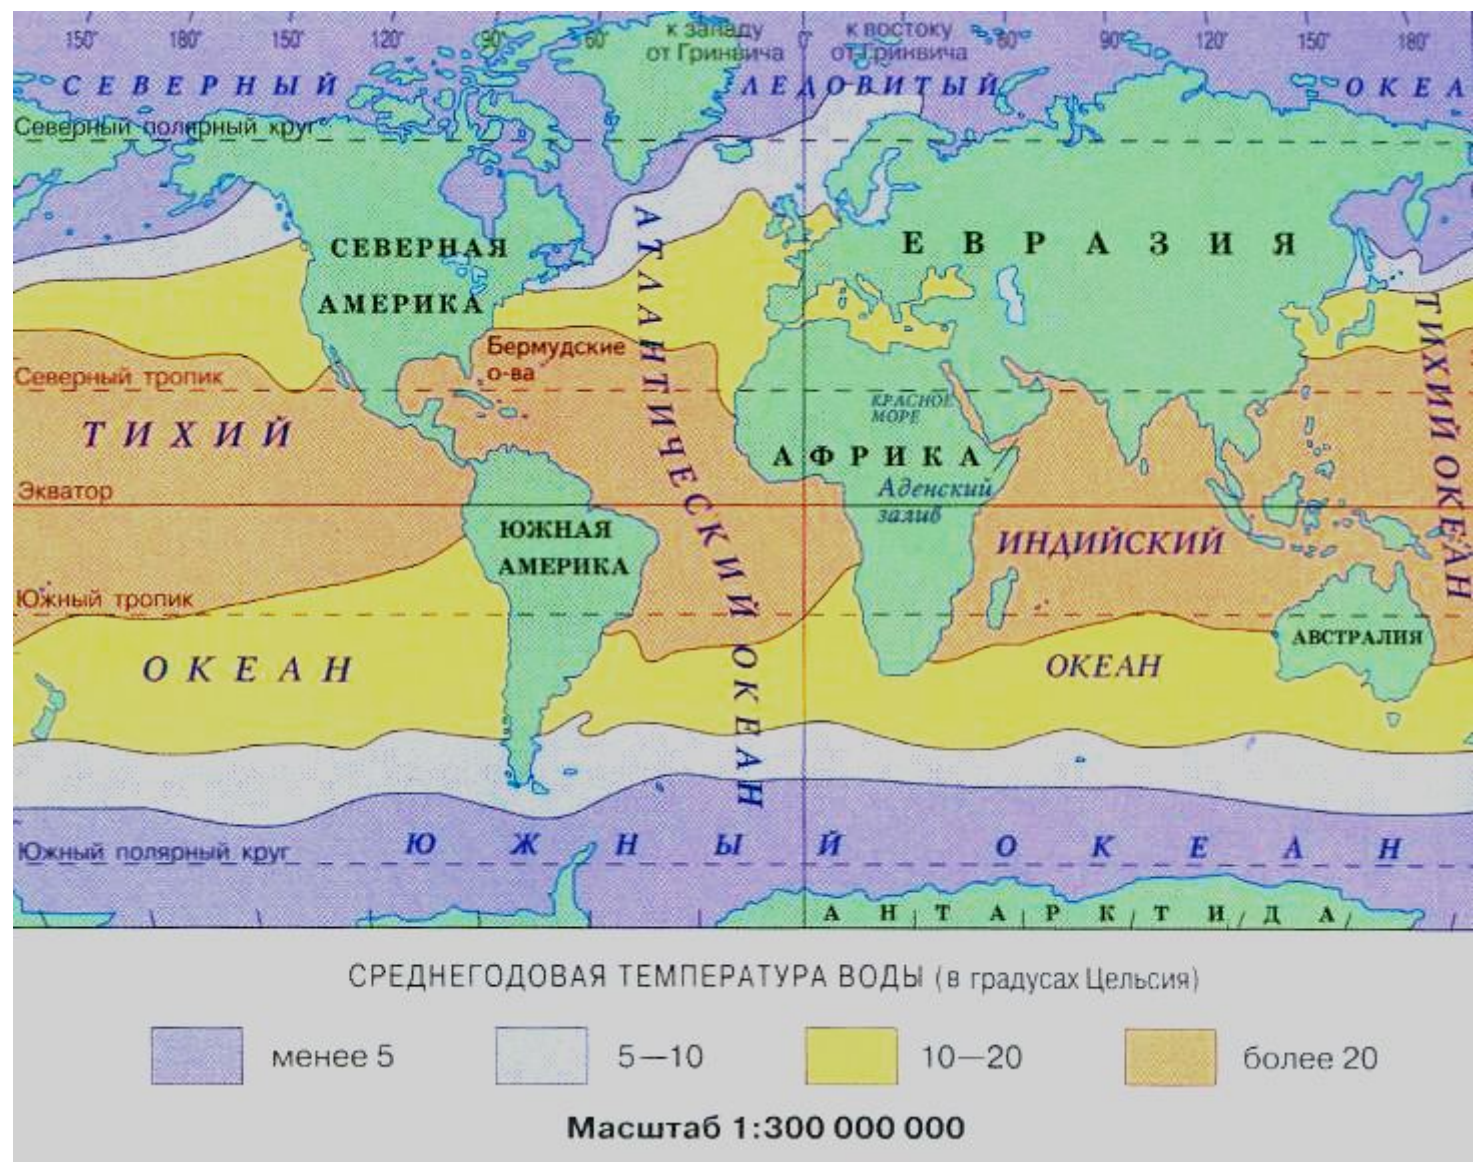 150° 180° 150° 120° 90° 60° к западу от Гринвича 0° к востоку от Гринвича 60° 90° 120° 150° 180°
СЕВЕРНЫЙ ЛЕДОВИТЫЙ ОКЕА
Северный полярный круг
СЕВЕРНАЯ
АМЕРИКА
ЕВРАЗИЯ
АТЛАНТИЧЕСКИЙ ОКЕАН
ТИХИЙ ОКЕАН
Бермудские
о-ва
Северный тропик
КРАСНОЕ
МОРЕ
ТИХИЙ
АФРИКА
Экватор
Аденский
залив
ЮЖНАЯ
АМЕРИКА
ИНДИЙСКИЙ
Южный тропик
АВСТРАЛИЯ
ОКЕАН
ОКЕАН
Южный полярный круг
ЮЖНЫЙ ОКЕАН
АНТАРКТИДА
СРЕДНЕГОДОВАЯ ТЕМПЕРАТУРА ВОДЫ (в градусах Цельсия)
менее 5 5—10 10—20 более 20
Масштаб 1:300 000 000